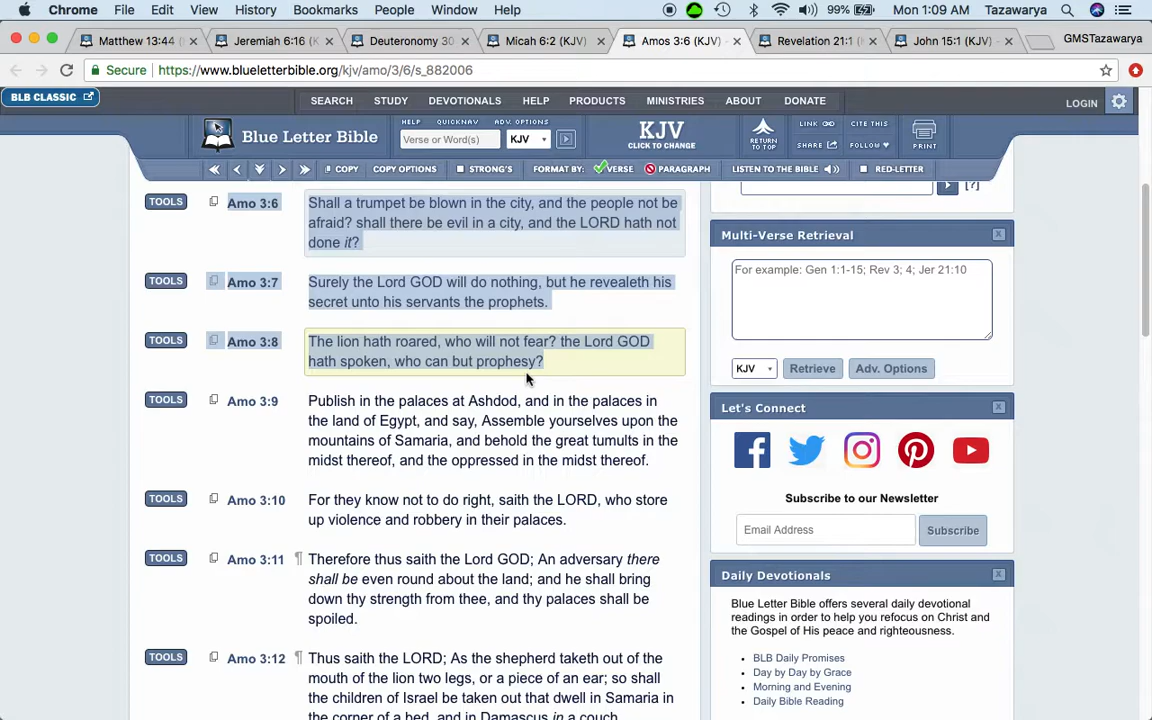 Chrome File Edit View History Bookmarks People Window Help 99% Mon 1:09 AM Tazawarya
Matthew 13:44 ( Jeremiah 6:16 (K Deuteronomy 30: Micah 6:2 (KJV) Amos 3:6 (KJV) Revelation 21:1 ( John 15:1 (KJV) GMSTazawarya
Secure https://www.blueletterbible.org/kjv/amo/3/6/s_882006
BLB CLASSIC
SEARCH STUDY DEVOTIONALS HELP PRODUCTS MINISTRIES ABOUT DONATE LOGIN
HELP QUICKNAV ADV. OPTIONS
Blue Letter Bible
Verse or Word(s) KJV
KJV
CLICK TO CHANGE
RETURN
TO TOP
LINK CITE THIS
SHARE FOLLOW
PRINT
COPY COPY OPTIONS STRONG'S FORMAT BY: VERSE PARAGRAPH LISTEN TO THE BIBLE RED-LETTER
TOOLS Amo 3:6 Shall a trumpet be blown in the city, and the people not be
afraid? shall there be evil in a city, and the LORD hath not
done it?
TOOLS Amo 3:7 Surely the Lord GOD will do nothing, but he revealeth his
secret unto his servants the prophets.
TOOLS Amo 3:8 The lion hath roared, who will not fear? the Lord GOD
hath spoken, who can but prophesy?
TOOLS Amo 3:9 Publish in the palaces at Ashdod, and in the palaces in
the land of Egypt, and say, Assemble yourselves upon the
mountains of Samaria, and behold the great tumults in the
midst thereof, and the oppressed in the midst thereof.
TOOLS Amo 3:10 For they know not to do right, saith the LORD, who store
up violence and robbery in their palaces.
TOOLS Amo 3:11 ¶ Therefore thus saith the Lord GOD; An adversary there
shall be even round about the land; and he shall bring
down thy strength from thee, and thy palaces shall be
spoiled.
TOOLS Amo 3:12 ¶ Thus saith the LORD; As the shepherd taketh out of the
mouth of the lion two legs, or a piece of an ear; so shall
the children of Israel be taken out that dwell in Samaria in
the corner of a bed, and in Damascus in a couch.
[?]
Multi-Verse Retrieval X
For example: Gen 1:1-15; Rev 3; 4; Jer 21:10
KJV Retrieve Adv. Options
Let's Connect X
Subscribe to our Newsletter
Email Address Subscribe
Daily Devotionals X
Blue Letter Bible offers several daily devotional
readings in order to help you refocus on Christ and
the Gospel of His peace and righteousness.
• BLB Daily Promises
• Day by Day by Grace
• Morning and Evening
• Daily Bible Reading